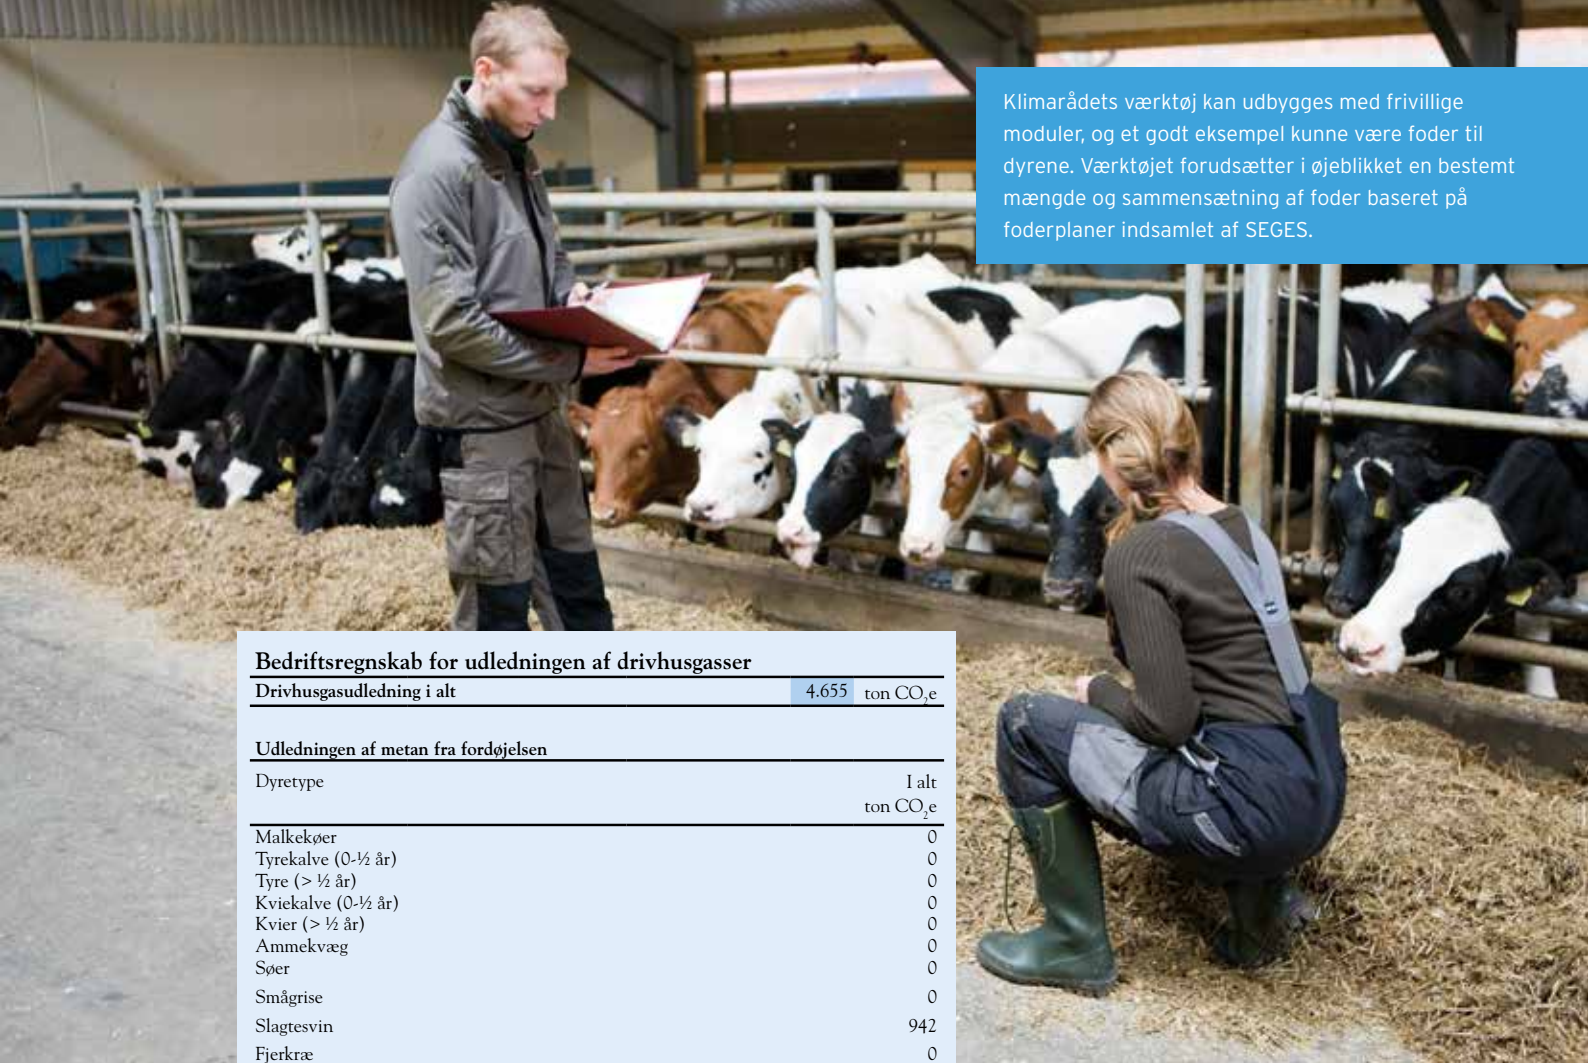 Klimarådets værktøj kan udbygges med frivillige
moduler, og et godt eksempel kunne være foder til
dyrene. Værktøjet forudsætter i øjeblikket en bestemt
mængde og sammensætning af foder baseret på
foderplaner indsamlet af SEGES.
Bedriftsregnskab for udledningen af drivhusgasser
Drivhusgasudledning i alt 4.655 ton CO₂e
Udledningen af metan fra fordøjelsen
Dyretype I alt
ton CO₂e
Malkekøer 0
Tyrekalve (0-½ år) 0
Tyre (> ½ år) 0
Kviekalve (0-½ år) 0
Kvier (> ½ år) 0
Ammekvæg 0
Søer 0
Smågrise 0
Slagtesvin 942
Fjerkræ 0